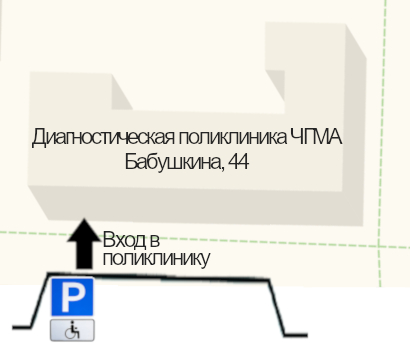 Диагностическая поликлиника ЧГМА
Бабушкина, 44
Вход в
поликлинику
P